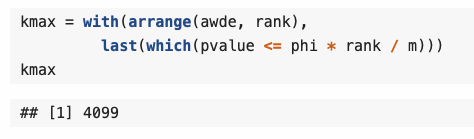 kmax = with(arrange(awde, rank),
         last(which(pvalue <= phi * rank / m)))
kmax
## [1] 4099